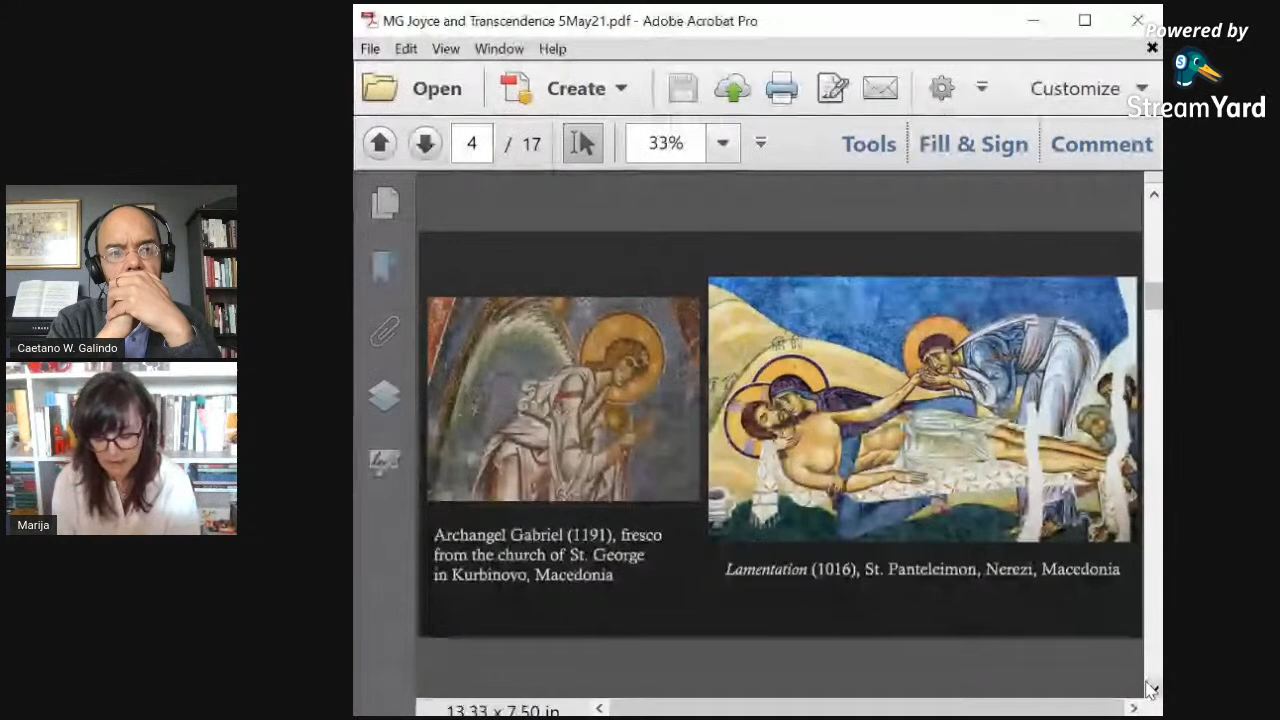 MG Joyce and Transcendence 5May21.pdf - Adobe Acrobat Pro
Powered by
StreamYard
File Edit View Window Help
Open Create Customize
4 / 17 33% Tools Fill & Sign Comment
Caetano W. Galindo
Marija
Archangel Gabriel (1191), fresco
from the church of St. George
in Kurbinovo, Macedonia
Lamentation (1016), St. Panteleimon, Nerezi, Macedonia
13.33 x 7.50 in